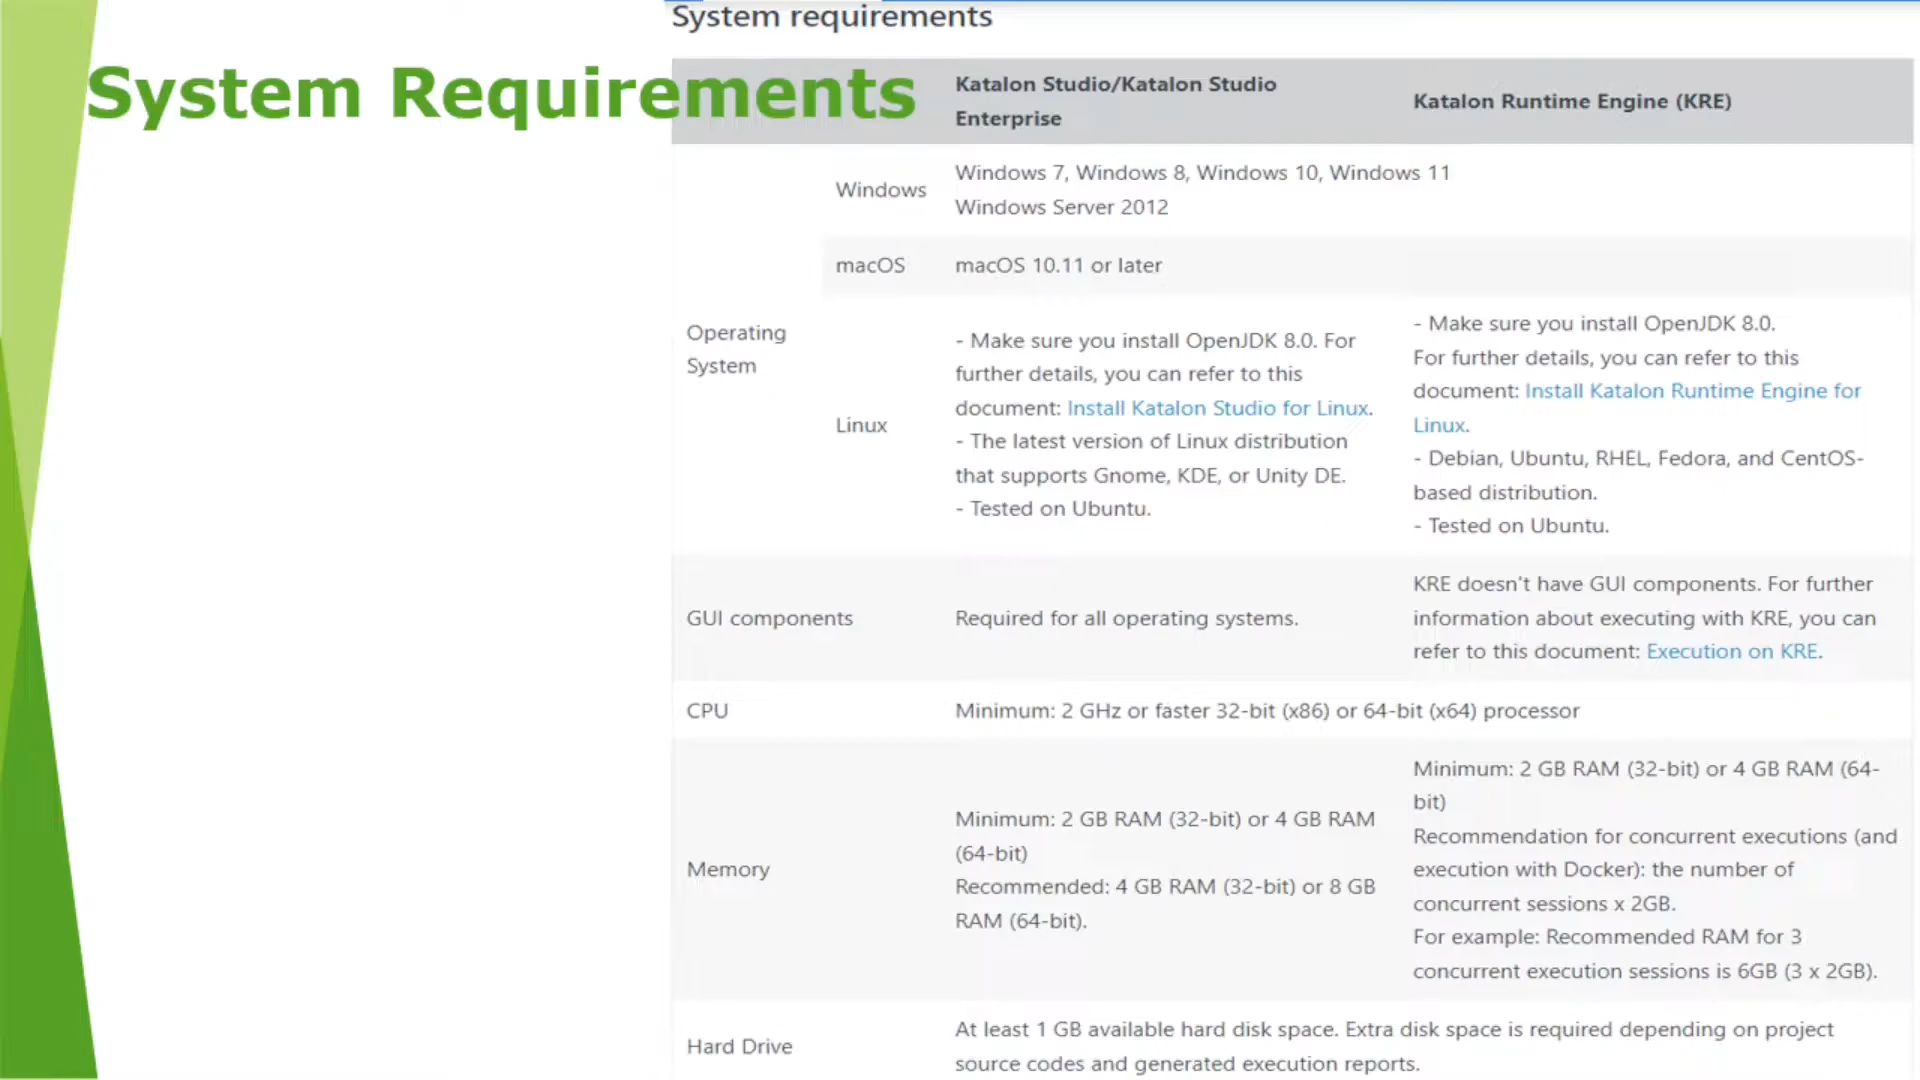 System requirements
System Requirements
Katalon Studio/Katalon Studio
Enterprise
Katalon Runtime Engine (KRE)
Operating
System
Windows
Windows 7, Windows 8, Windows 10, Windows 11
Windows Server 2012
macOS
macOS 10.11 or later
Linux
- Make sure you install OpenJDK 8.0. For
further details, you can refer to this
document: Install Katalon Studio for Linux.
- The latest version of Linux distribution
that supports Gnome, KDE, or Unity DE.
- Tested on Ubuntu.
- Make sure you install OpenJDK 8.0.
For further details, you can refer to this
document: Install Katalon Runtime Engine for
Linux.
- Debian, Ubuntu, RHEL, Fedora, and CentOS-
based distribution.
- Tested on Ubuntu.
GUI components
Required for all operating systems.
KRE doesn't have GUI components. For further
information about executing with KRE, you can
refer to this document: Execution on KRE.
CPU
Minimum: 2 GHz or faster 32-bit (x86) or 64-bit (x64) processor
Memory
Minimum: 2 GB RAM (32-bit) or 4 GB RAM
(64-bit)
Recommended: 4 GB RAM (32-bit) or 8 GB
RAM (64-bit).
Minimum: 2 GB RAM (32-bit) or 4 GB RAM (64-
bit)
Recommendation for concurrent executions (and
execution with Docker): the number of
concurrent sessions x 2GB.
For example: Recommended RAM for 3
concurrent execution sessions is 6GB (3 x 2GB).
Hard Drive
At least 1 GB available hard disk space. Extra disk space is required depending on project
source codes and generated execution reports.